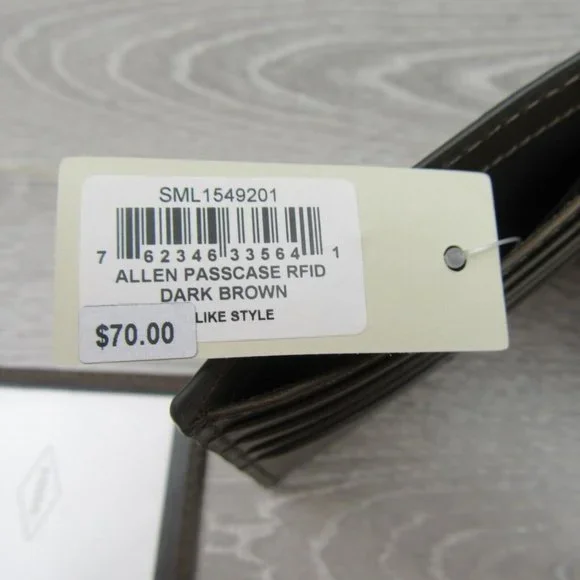 SML1549201
7 62346 33564 1
ALLEN PASSCASE RFID
DARK BROWN
LIKE STYLE
$70.00